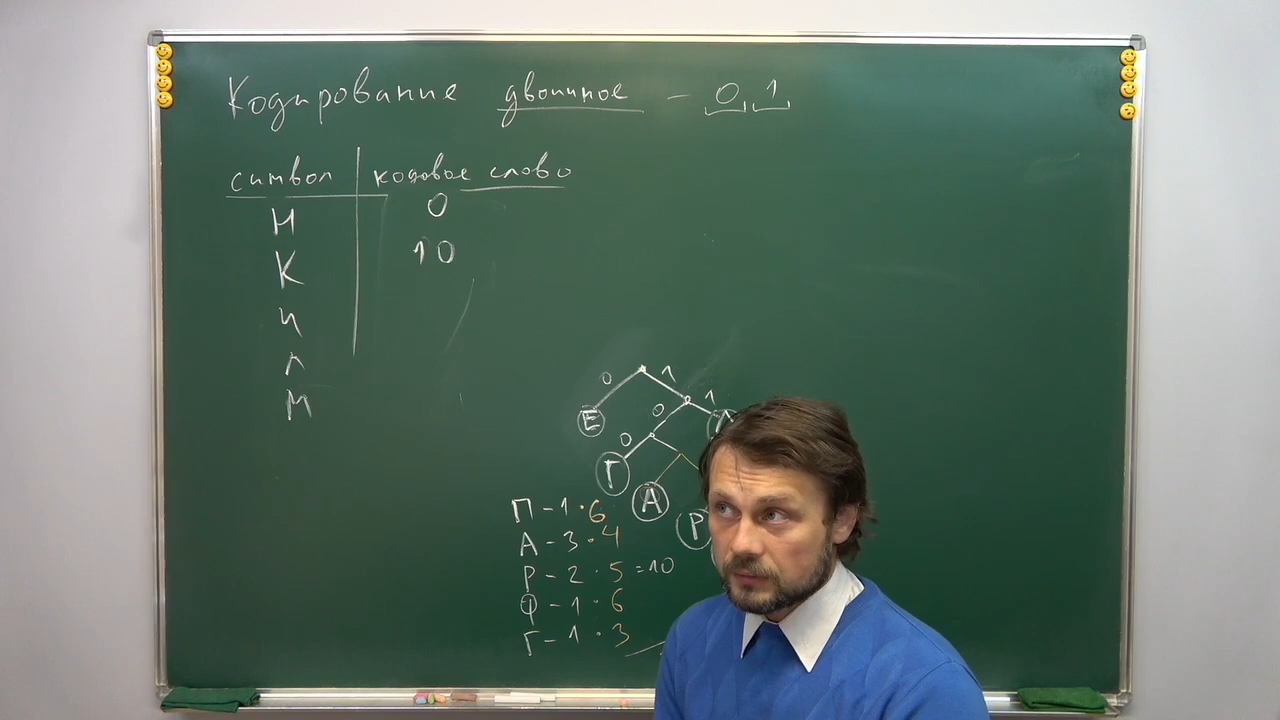 Кодирование двоичное - 0, 1
символ кодовое слово
Н 0
К 10
И
Л
М
0 1
0 1
Е
0
Г
А
Р
П - 1 · 6
А - 3 · 4
Р - 2 · 5 = 10
Ф - 1 · 6
Г - 1 · 3